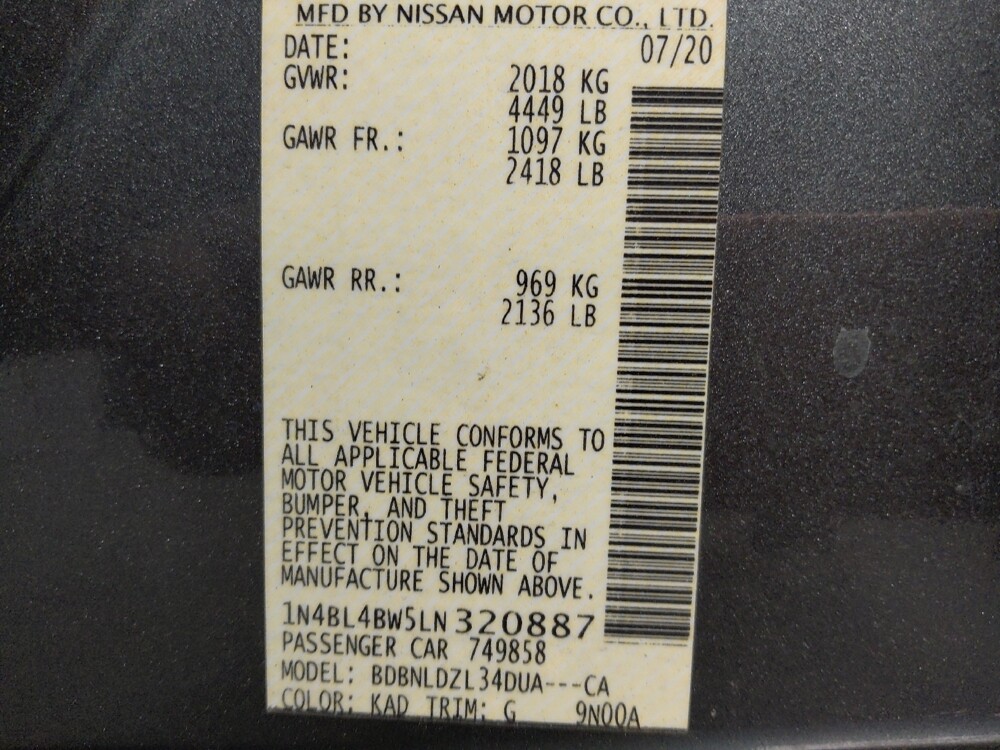 MFD BY NISSAN MOTOR CO., LTD.
DATE: 07/20
GVWR: 2018 KG
4449 LB
GAWR FR.: 1097 KG
2418 LB
GAWR RR.: 969 KG
2136 LB
THIS VEHICLE CONFORMS TO
ALL APPLICABLE FEDERAL
MOTOR VEHICLE SAFETY,
BUMPER, AND THEFT
PREVENTION STANDARDS IN
EFFECT ON THE DATE OF
MANUFACTURE SHOWN ABOVE.
1N4BL4BW5LN320887
PASSENGER CAR 749858
MODEL: BDBNLDZL34DUA---CA
COLOR: KAD TRIM: G 9N00A